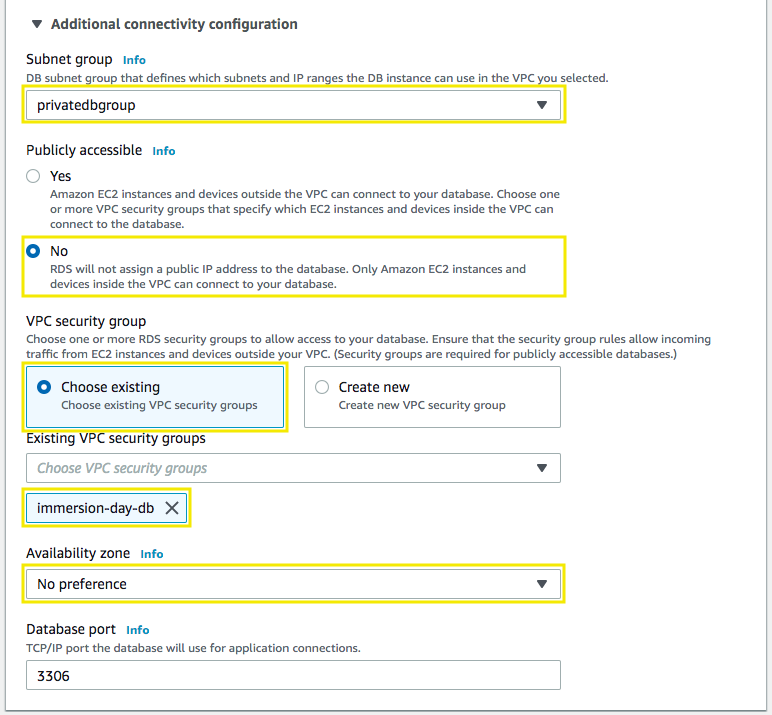 Additional connectivity configuration
Subnet group Info
DB subnet group that defines which subnets and IP ranges the DB instance can use in the VPC you selected.
privatedbgroup
Publicly accessible Info
Yes
Amazon EC2 instances and devices outside the VPC can connect to your database. Choose one
or more VPC security groups that specify which EC2 instances and devices inside the VPC can
connect to the database.
No
RDS will not assign a public IP address to the database. Only Amazon EC2 instances and
devices inside the VPC can connect to your database.
VPC security group
Choose one or more RDS security groups to allow access to your database. Ensure that the security group rules allow incoming
traffic from EC2 instances and devices outside your VPC. (Security groups are required for publicly accessible databases.)
Choose existing
Choose existing VPC security groups
Create new
Create new VPC security group
Existing VPC security groups
Choose VPC security groups
immersion-day-db
Availability zone Info
No preference
Database port Info
TCP/IP port the database will use for application connections.
3306